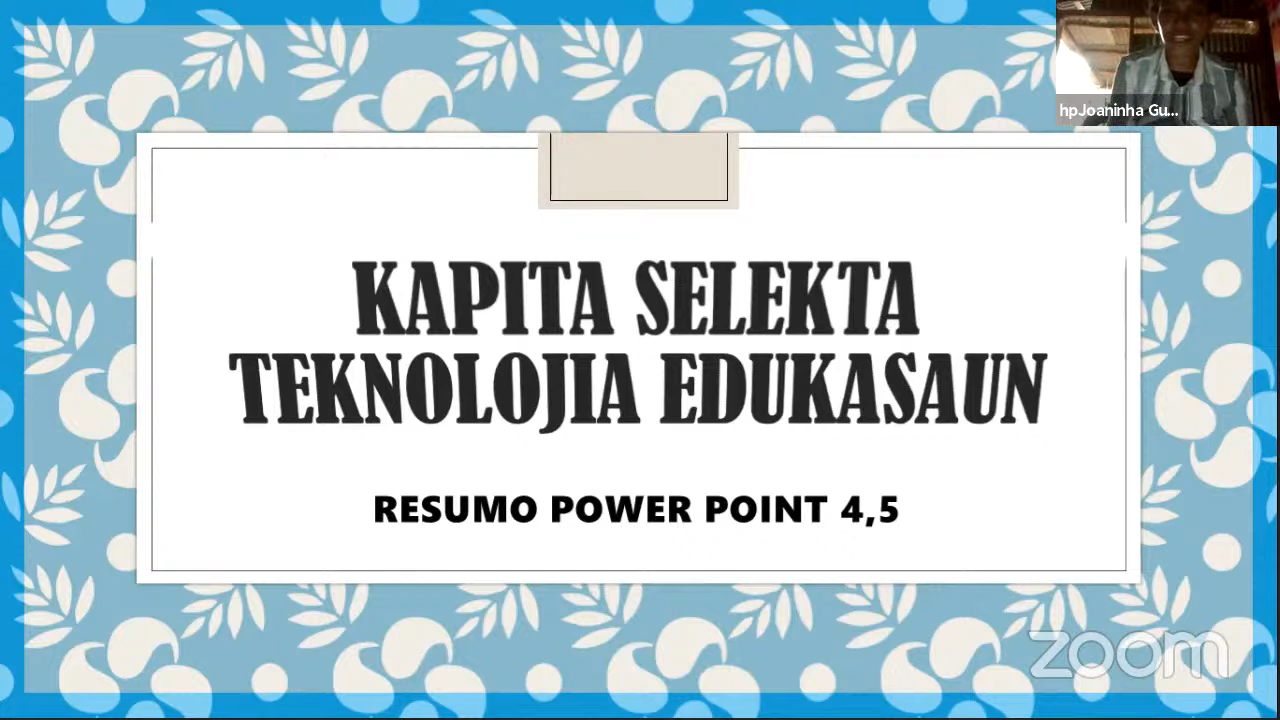 hpJoaninha Gu...
KAPITA SELEKTA
TEKNOLOJIA EDUKASAUN
RESUMO POWER POINT 4,5
zoom